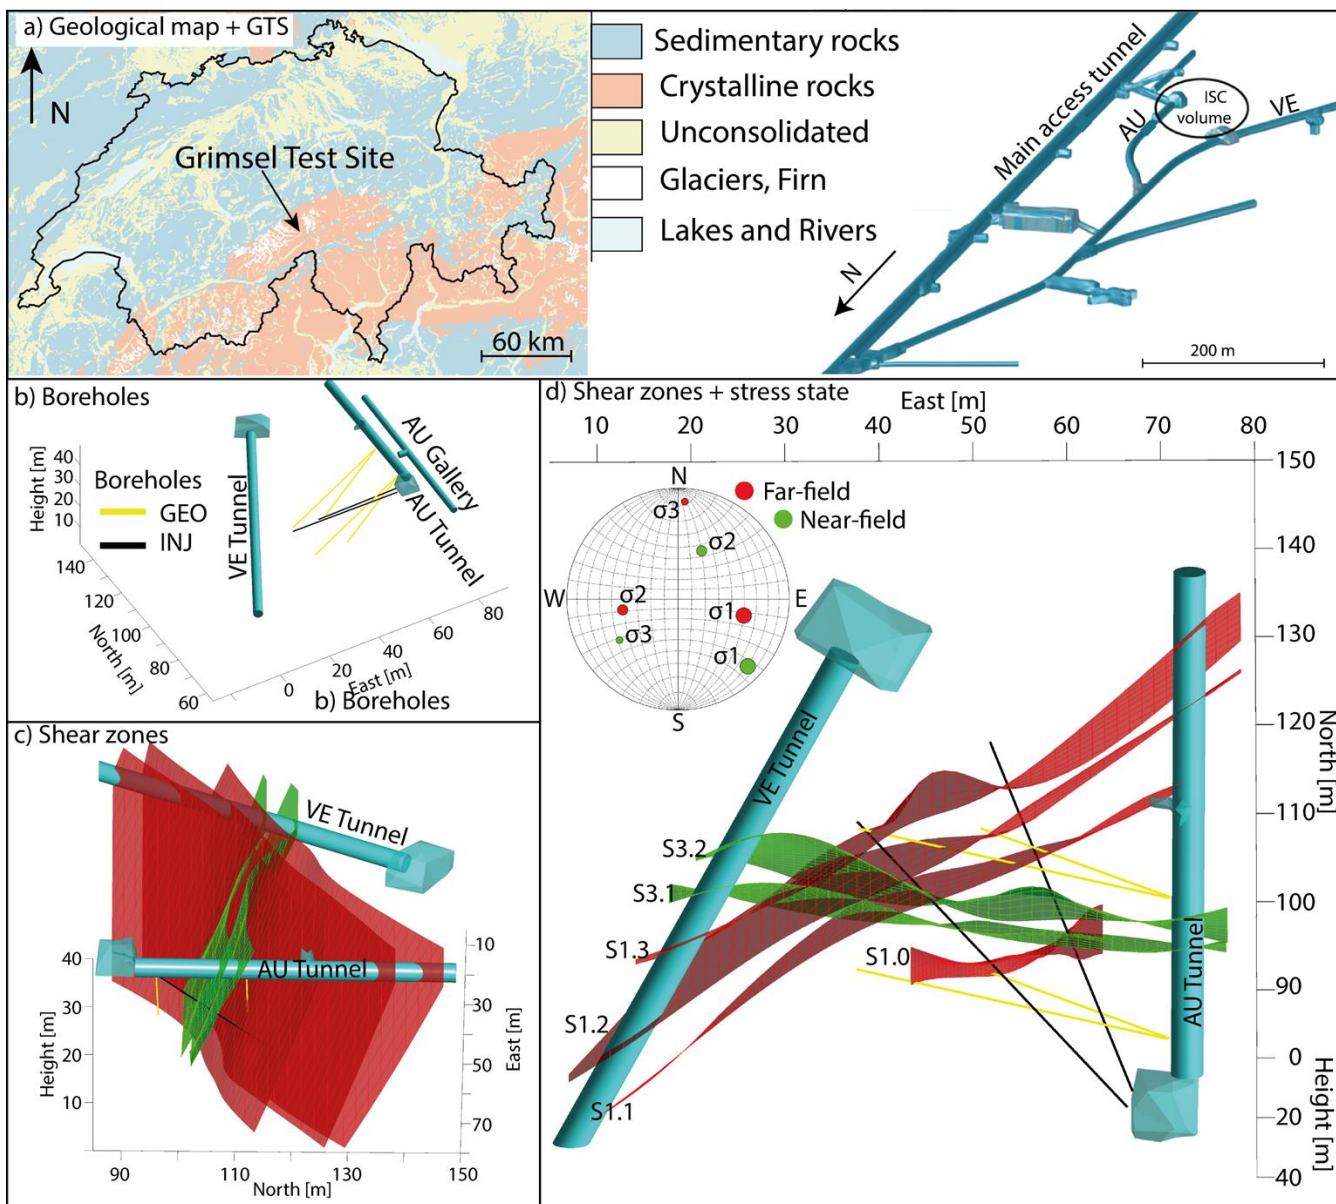 a) Geological map + GTS
N
Grimsel Test Site
60 km
Sedimentary rocks
Crystalline rocks
Unconsolidated
Glaciers, Firn
Lakes and Rivers
Main access tunnel
AU
ISC
volume
VE
N
200 m
b) Boreholes
Height [m]
40
30
20
10
Boreholes
GEO
INJ
VE Tunnel
AU Gallery
AU Tunnel
140
120
100
80
60
North [m]
0
20
40
60
80
East [m]
b) Boreholes
c) Shear zones
VE Tunnel
AU Tunnel
40
30
20
10
Height [m]
10
30
50
70
East [m]
90
110
130
150
North [m]
d) Shear zones + stress state
East [m]
10
20
30
40
50
60
70
80
N
W
E
S
σ3
σ2
σ2
σ1
σ3
σ1
Far-field
Near-field
VE Tunnel
AU Tunnel
S3.2
S3.1
S1.3
S1.2
S1.1
S1.0
150
140
130
120
110
100
90
North [m]
0
20
40
Height [m]